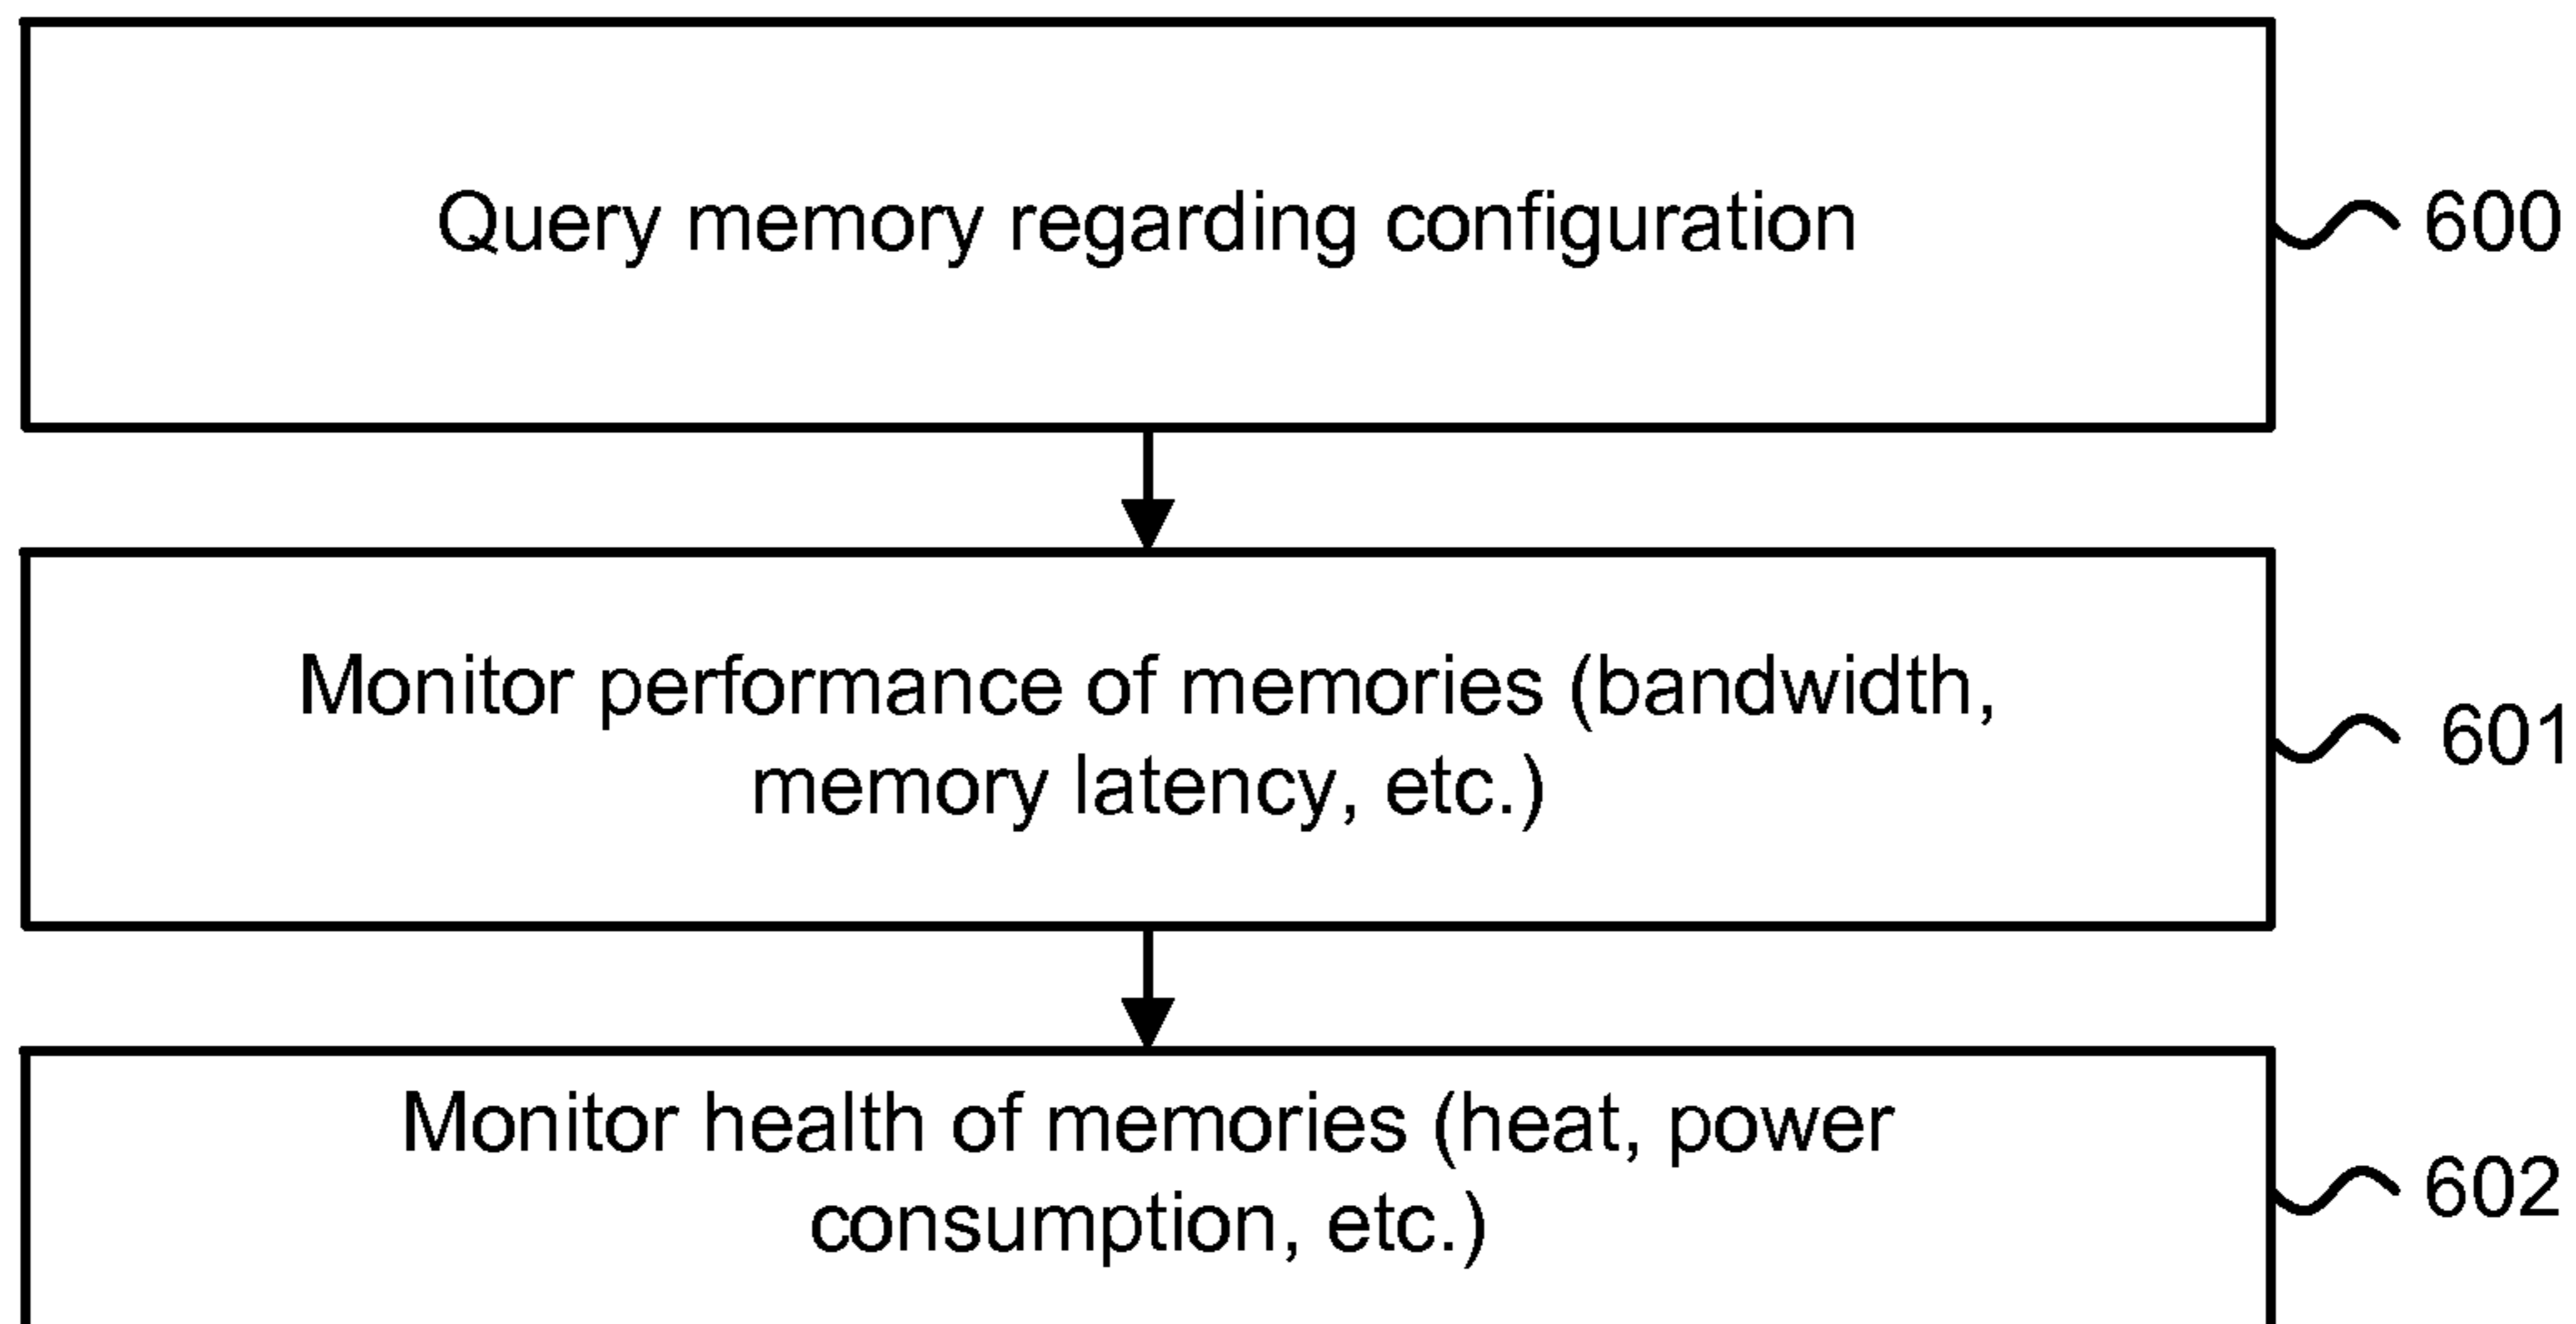 Query memory regarding configuration
600
Monitor performance of memories (bandwidth,
memory latency, etc.)
601
Monitor health of memories (heat, power
consumption, etc.)
602